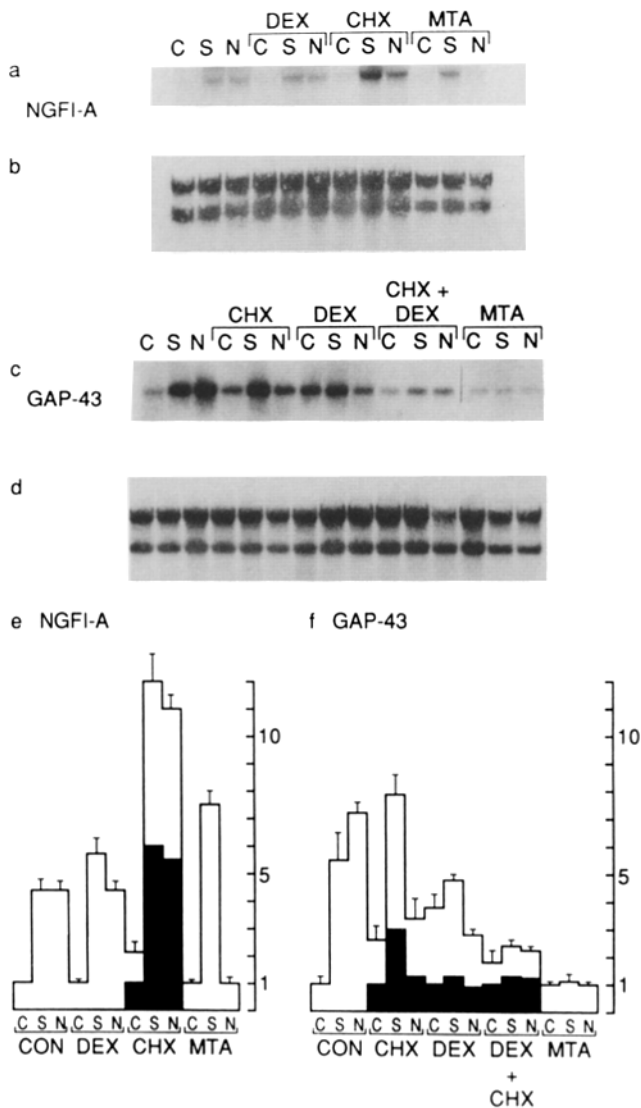 DEX CHX MTA
C S N C S N C S N C S N
a
NGFI-A
b
CHX +
CHX DEX DEX MTA
C S N C S N C S N C S N C S N
c
GAP-43
d
e NGFI-A
f GAP-43
10
5
1
10
5
1
C S N C S N C S N C S N
CON DEX CHX MTA
C S N C S N C S N C S N C S N
CON CHX DEX DEX MTA
+
CHX